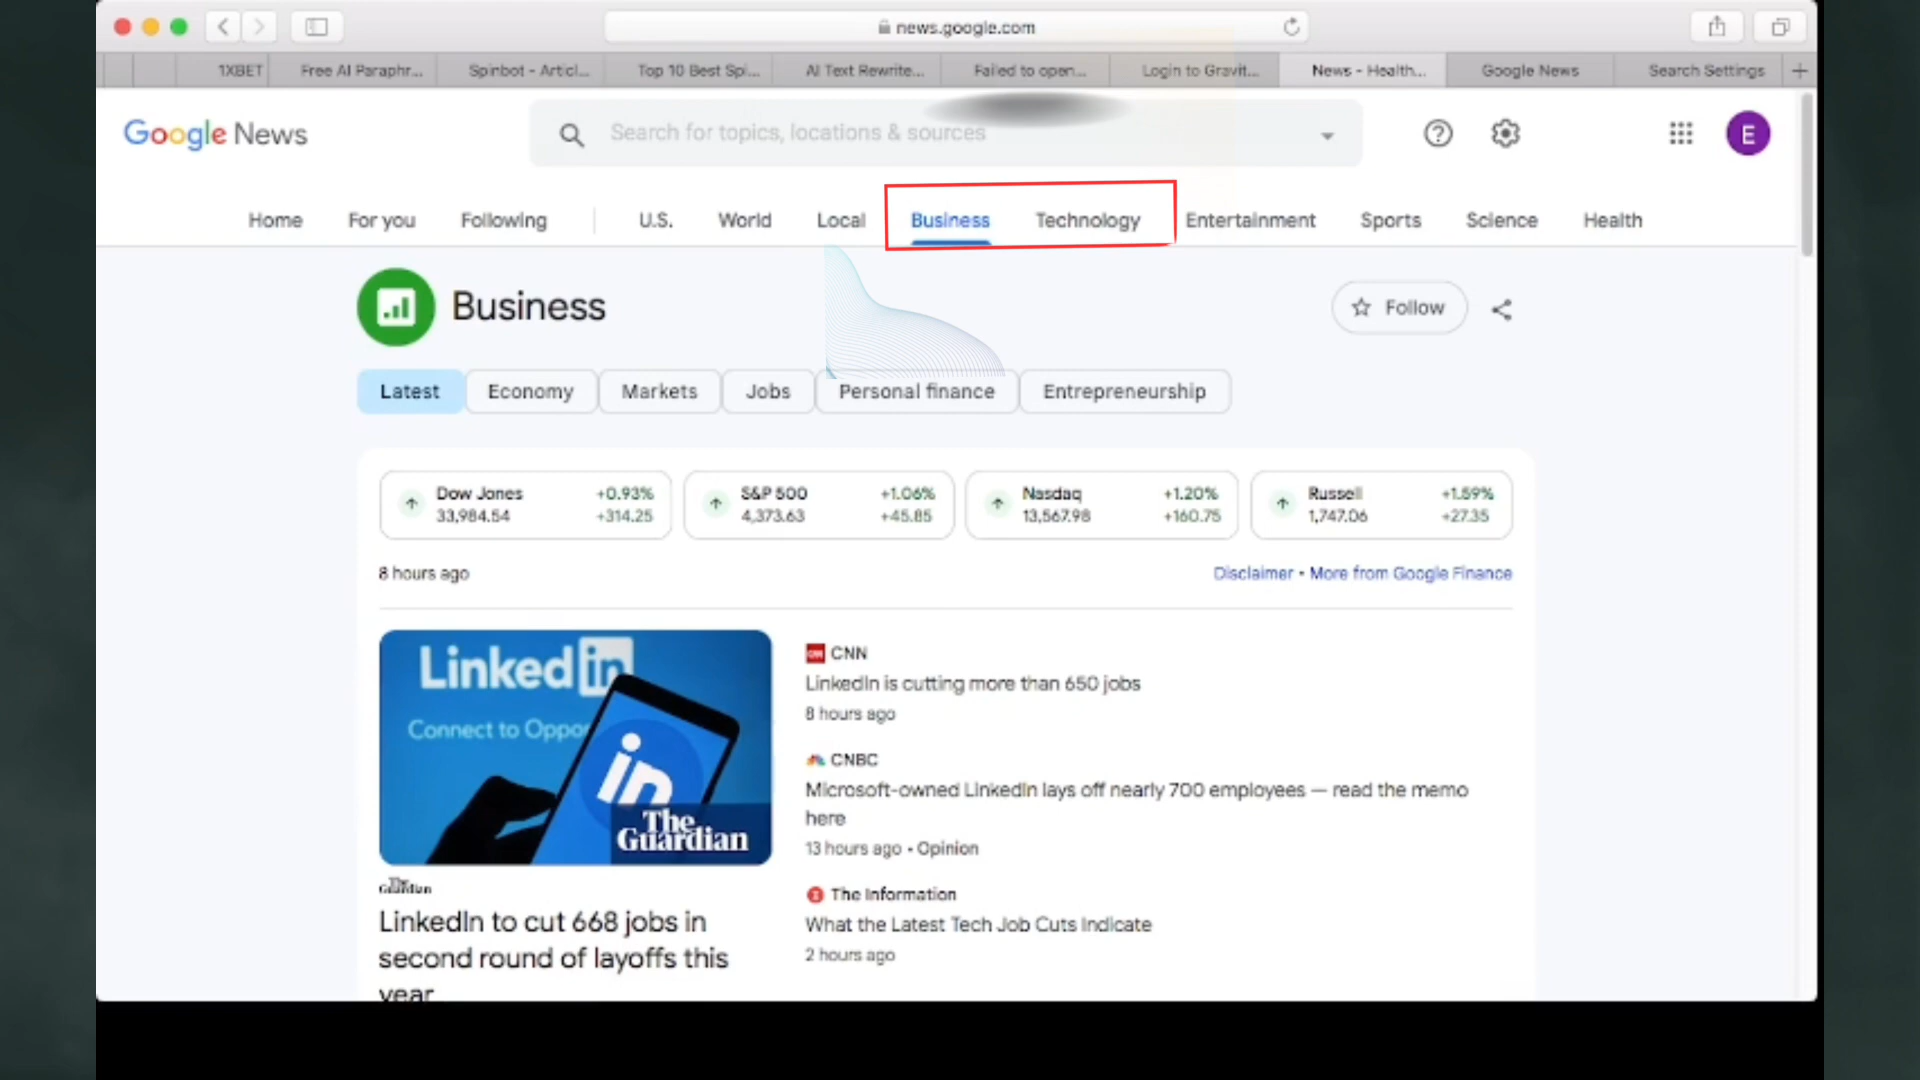 news.google.com
1XBET Free AI Paraphr... Spinbot - Articl... Top 10 Best Spi... AI Text Rewrite... Failed to open... Login to Gravit... News - Health... Google News Search Settings
Google News
Search for topics, locations & sources
E
Home For you Following U.S. World Local Business Technology Entertainment Sports Science Health
Business
Follow
Latest Economy Markets Jobs Personal finance Entrepreneurship
Dow Jones +0.93% S&P 500 +1.06% Nasdaq +1.20% Russell +1.59%
33,984.54 +314.25 4,373.63 +45.85 13,567.98 +160.75 1,747.06 +27.35
8 hours ago Disclaimer • More from Google Finance
LinkedIn
Connect to Oppor
in
The
Guardian
The
Guardian
LinkedIn to cut 668 jobs in
second round of layoffs this
year
CNN
LinkedIn is cutting more than 650 jobs
8 hours ago
CNBC
Microsoft-owned LinkedIn lays off nearly 700 employees — read the memo
here
13 hours ago • Opinion
The Information
What the Latest Tech Job Cuts Indicate
2 hours ago